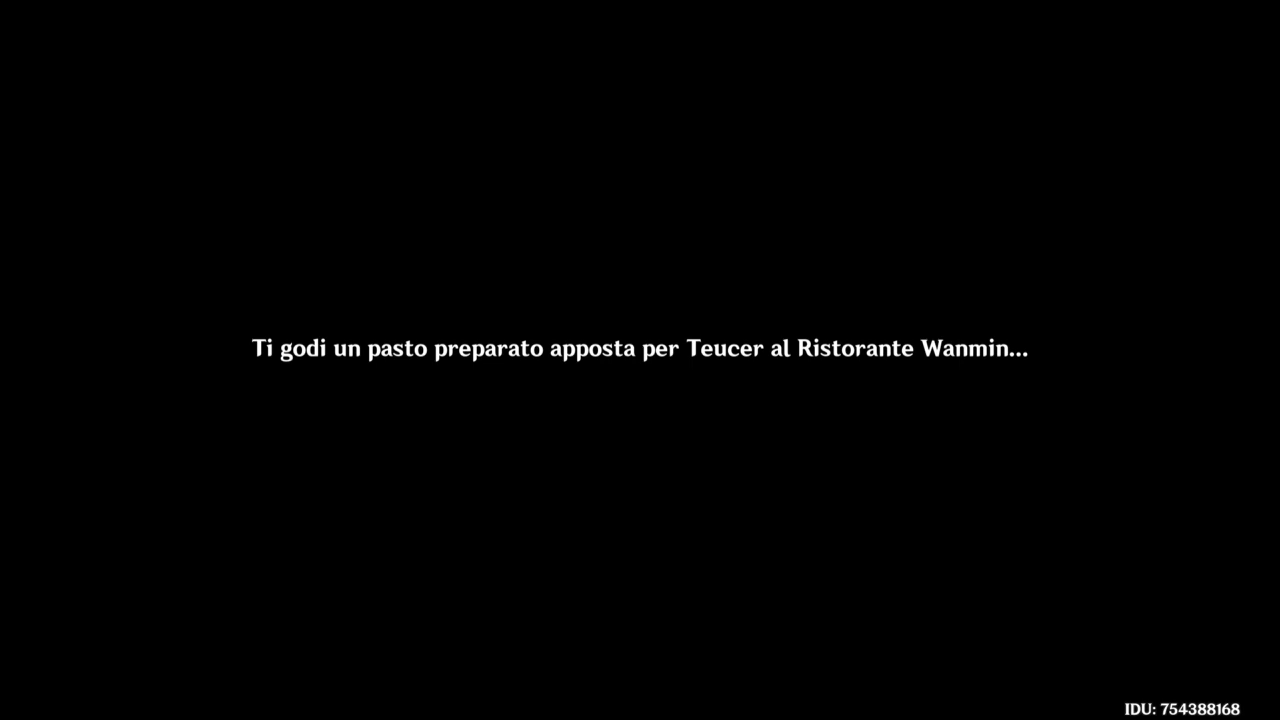 Ti godi un pasto preparato apposta per Teucer al Ristorante Wanmin...
IDU: 754388168